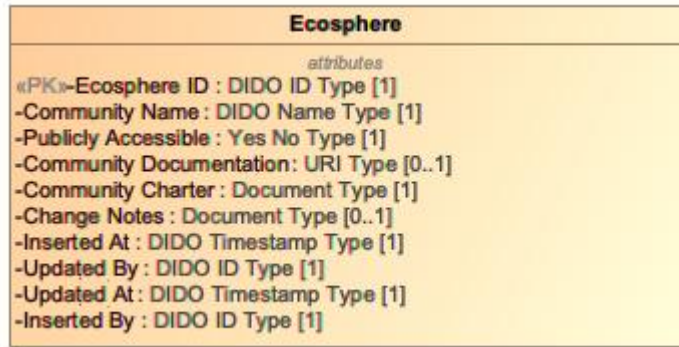 Ecosphere
attributes
«PK»-Ecosphere ID : DIDO ID Type [1]
-Community Name : DIDO Name Type [1]
-Publicly Accessible : Yes No Type [1]
-Community Documentation : URI Type [0..1]
-Community Charter : Document Type [1]
-Change Notes : Document Type [0..1]
-Inserted At : DIDO Timestamp Type [1]
-Updated By : DIDO ID Type [1]
-Updated At : DIDO Timestamp Type [1]
-Inserted By : DIDO ID Type [1]